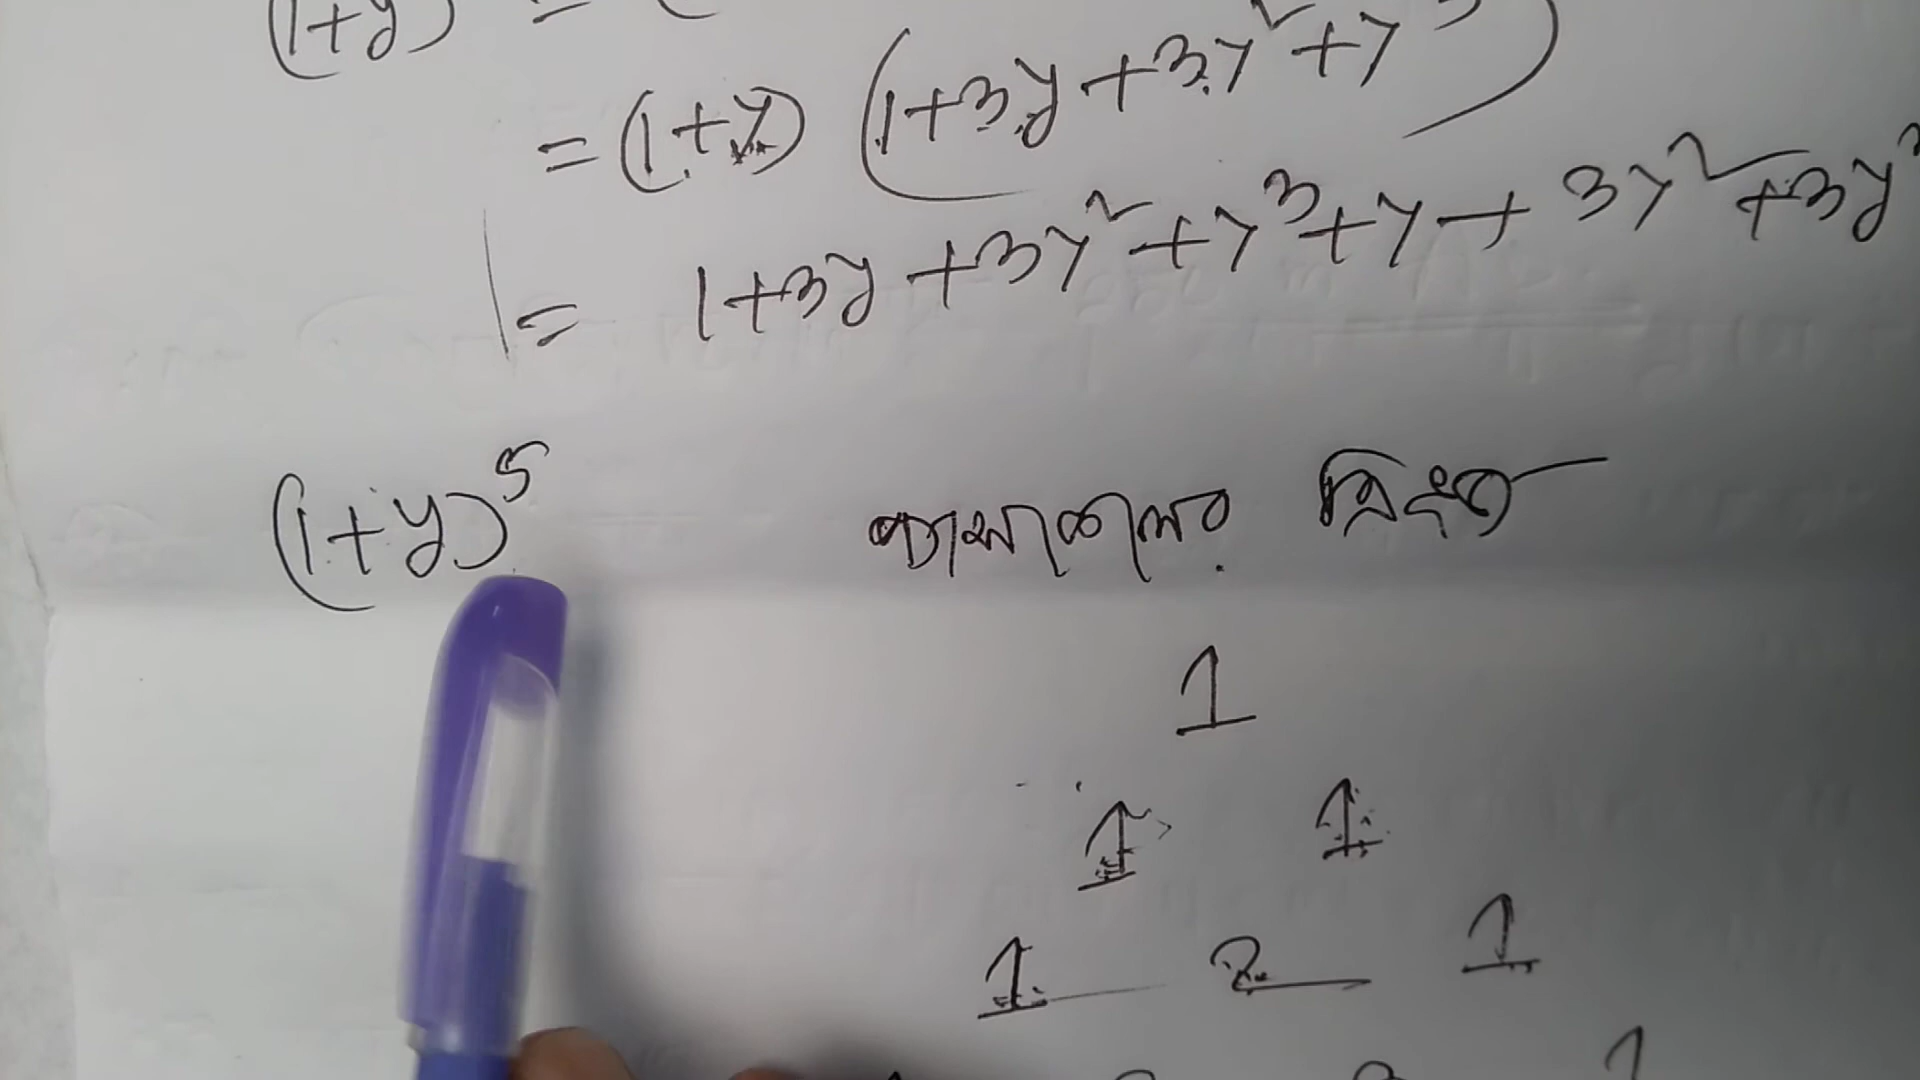 (1+y) =
= (1+y) (1+3y+3y²+y³)
= 1+3y+3y²+y³+y+3y²+3y³
(1+y)⁵ প্যাসকেলের ত্রিভুজ
1
1 1
1 2 1
1